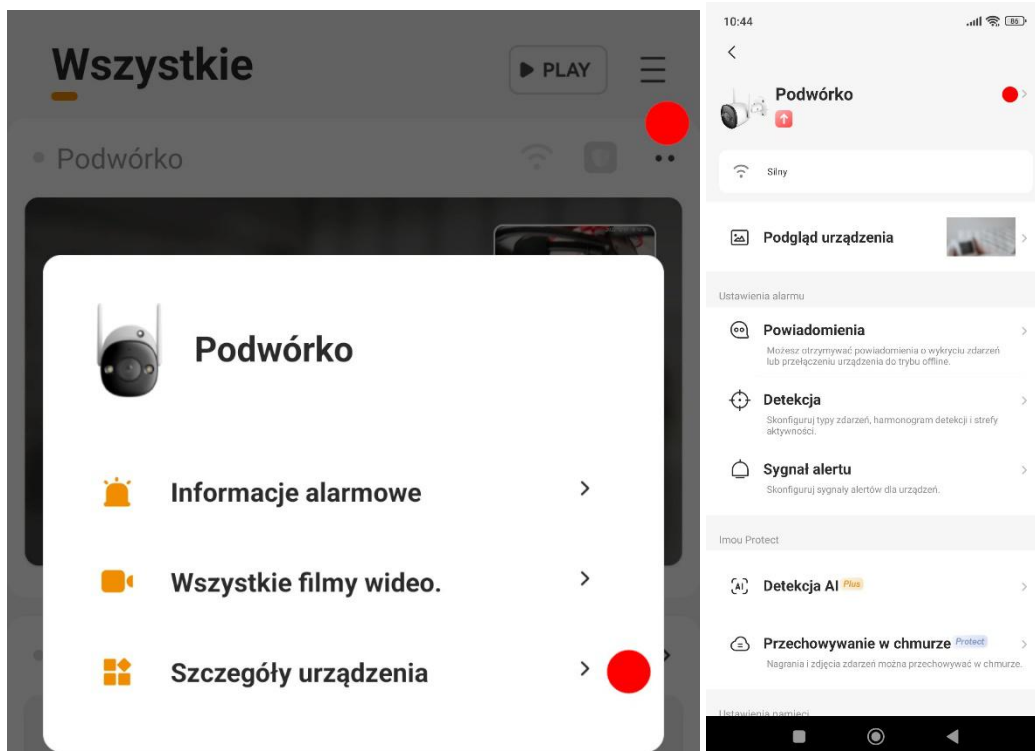 Wszystkie
PLAY
Podwórko
Podwórko
Informacje alarmowe
Wszystkie filmy wideo.
Szczegóły urządzenia
10:44
86
Podwórko
Silny
Podgląd urządzenia
Ustawienia alarmu
Powiadomienia
Możesz otrzymywać powiadomienia o wykryciu zdarzeń
lub przełączeniu urządzenia do trybu offline.
Detekcja
Skonfiguruj typy zdarzeń, harmonogram detekcji i strefy
aktywności.
Sygnał alertu
Skonfiguruj sygnały alertów dla urządzeń.
Imou Protect
AI Detekcja AI Plus
Przechowywanie w chmurze Protect
Nagrania i zdjęcia zdarzeń można przechowywać w chmurze.
Ustawienia pamięci